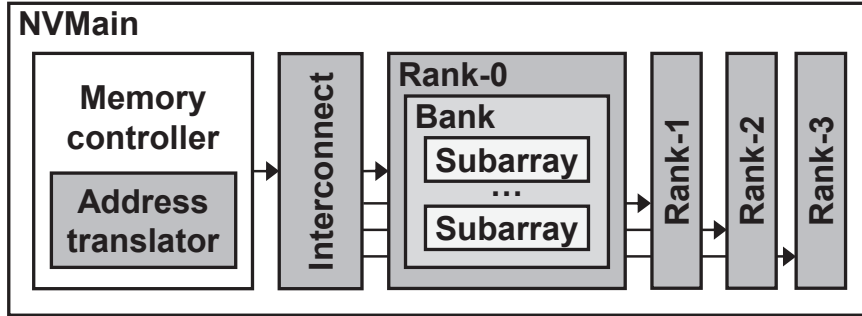 NVMain
Memory
controller
Address
translator
Interconnect
Rank-0
Bank
Subarray
...
Subarray
Rank-1
Rank-2
Rank-3